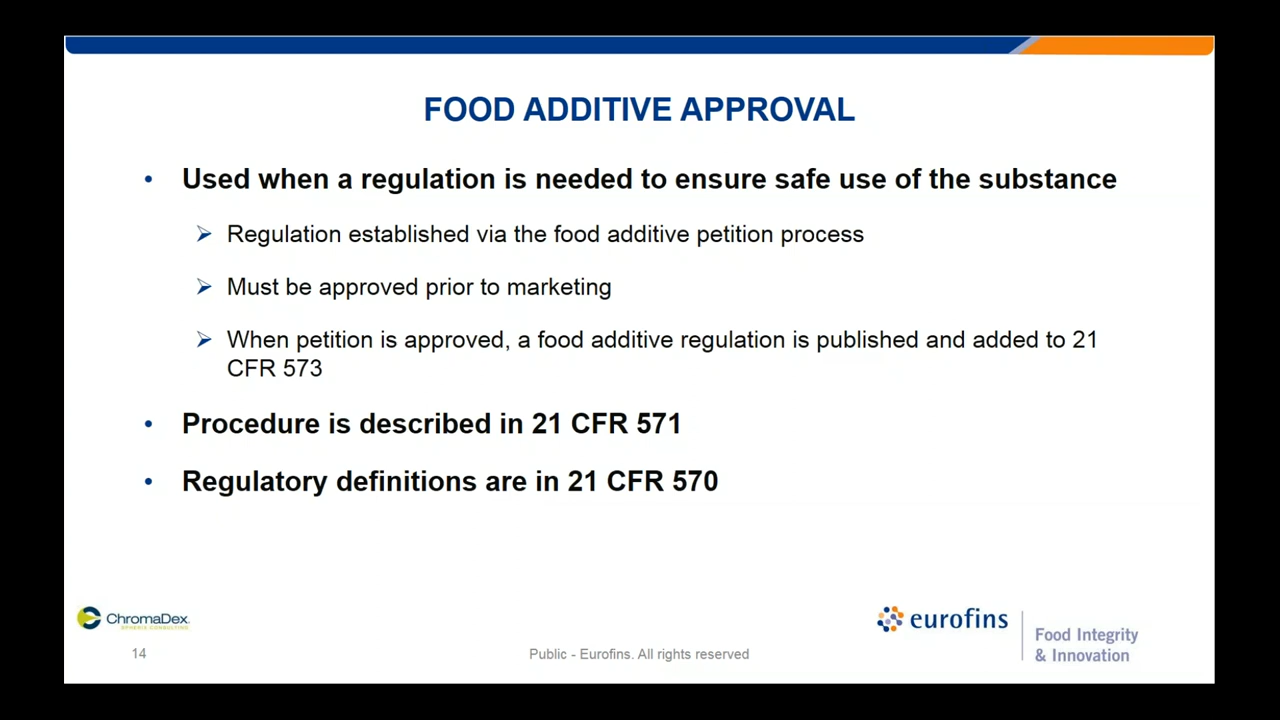 FOOD ADDITIVE APPROVAL
• Used when a regulation is needed to ensure safe use of the substance
➢ Regulation established via the food additive petition process
➢ Must be approved prior to marketing
➢ When petition is approved, a food additive regulation is published and added to 21
CFR 573
• Procedure is described in 21 CFR 571
• Regulatory definitions are in 21 CFR 570
ChromaDex
SPHERIX CONSULTING
eurofins
Food Integrity
& Innovation
14
Public - Eurofins. All rights reserved